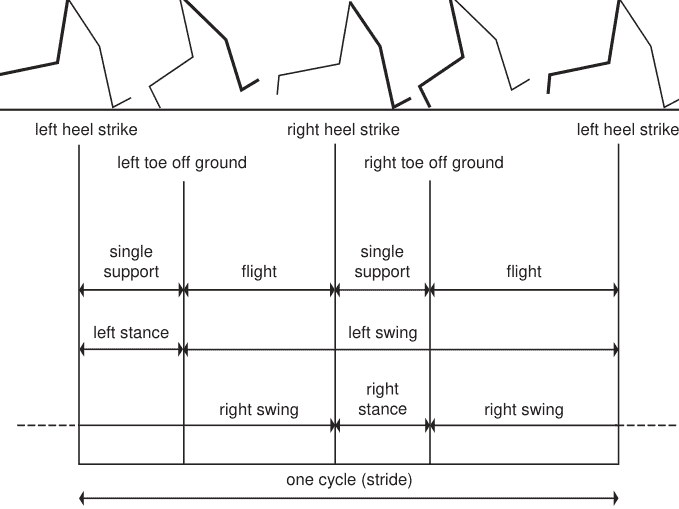 left heel strike
right heel strike
left heel strike
left toe off ground
right toe off ground
single
support
flight
single
support
flight
left stance
left swing
right swing
right
stance
right swing
one cycle (stride)